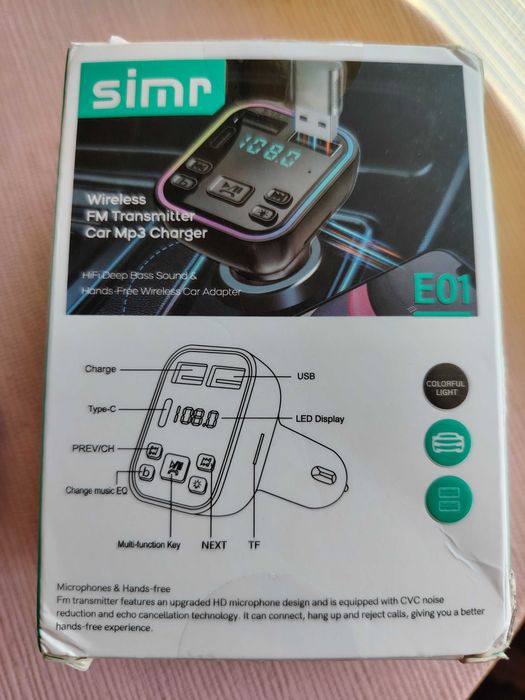 simr
108.0
Wireless
FM Transmitter
Car Mp3 Charger
HiFi Deep Bass Sound &
Hands-Free Wireless Car Adapter
E01
Charge
USB
Type-C
108.0
LED Display
PREV/CH
b
Change music EQ
Multi-function Key
NEXT
TF
COLORFUL
LIGHT
Microphones & Hands-free
Fm transmitter features an upgraded HD microphone design and is equipped with CVC noise
reduction and echo cancellation technology. It can connect, hang up and reject calls, giving you a better
hands-free experience.